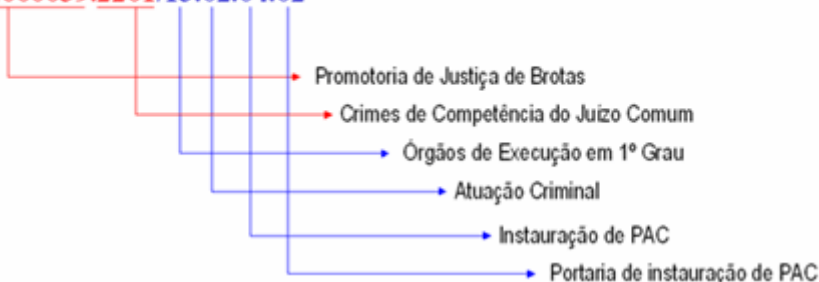 Promotoria de Justiça de Brotas
Crimes de Competência do Juizo Comum
Órgãos de Execução em 1º Grau
Atuação Criminal
Instauração de PAC
Portaria de instauração de PAC